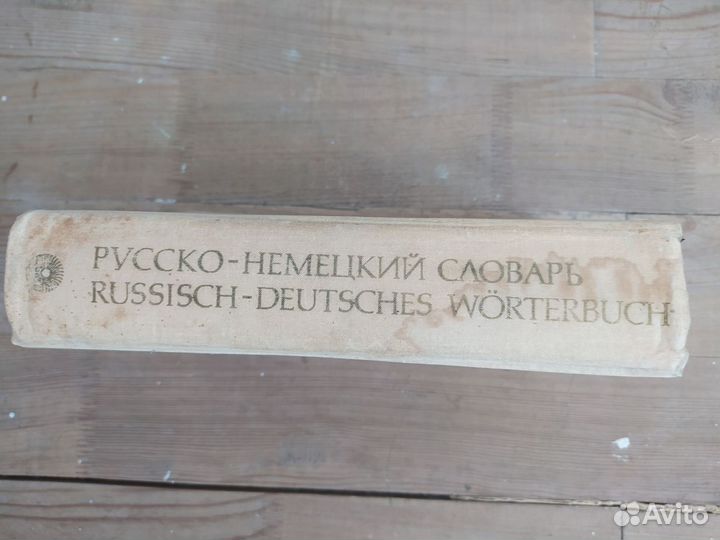 РУССКО-НЕМЕЦКИЙ СЛОВАРЬ
RUSSISCH-DEUTSCHES WÖRTERBUCH
Avito